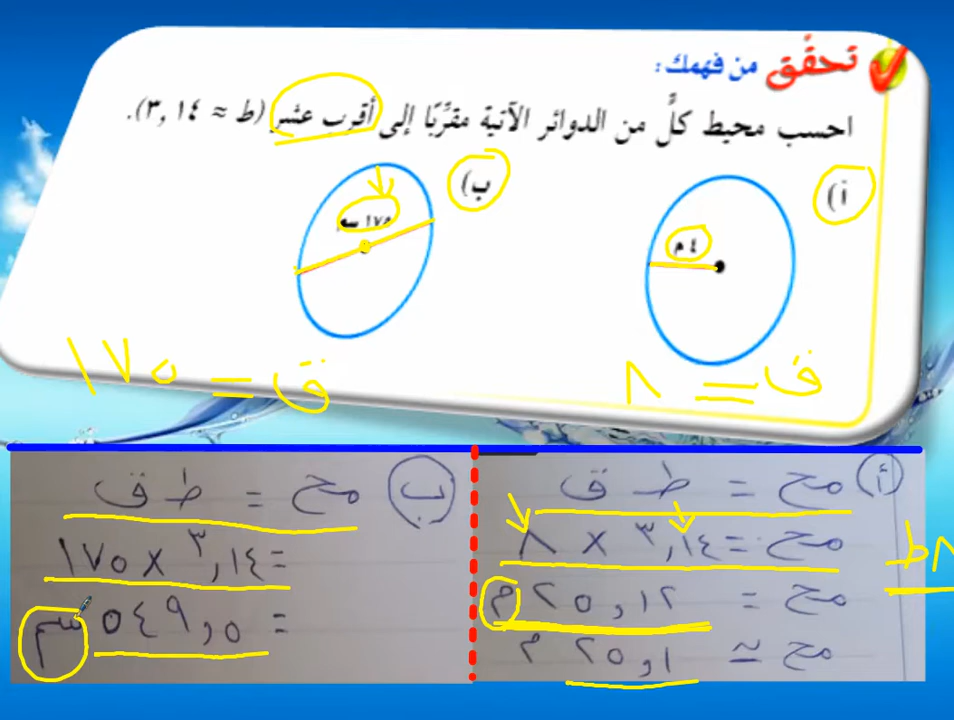 تحقق من فهمك:
احسب محيط كلٍّ من الدوائر الآتية مقرَّبًا إلى أقرب عشر (ط ≈ ٣,١٤).
أ)
٤ م
ب)
١٧٥ سم
ق = ٨
ق = ١٧٥
أ) مح = ط ق
مح = ٣,١٤ × ٨
مح = ٢٥,١٢ م
مح ≃ ٢٥,١ م
٨ط
ب) مح = ط ق
= ٣,١٤ × ١٧٥
= ٥٤٩,٥ سم